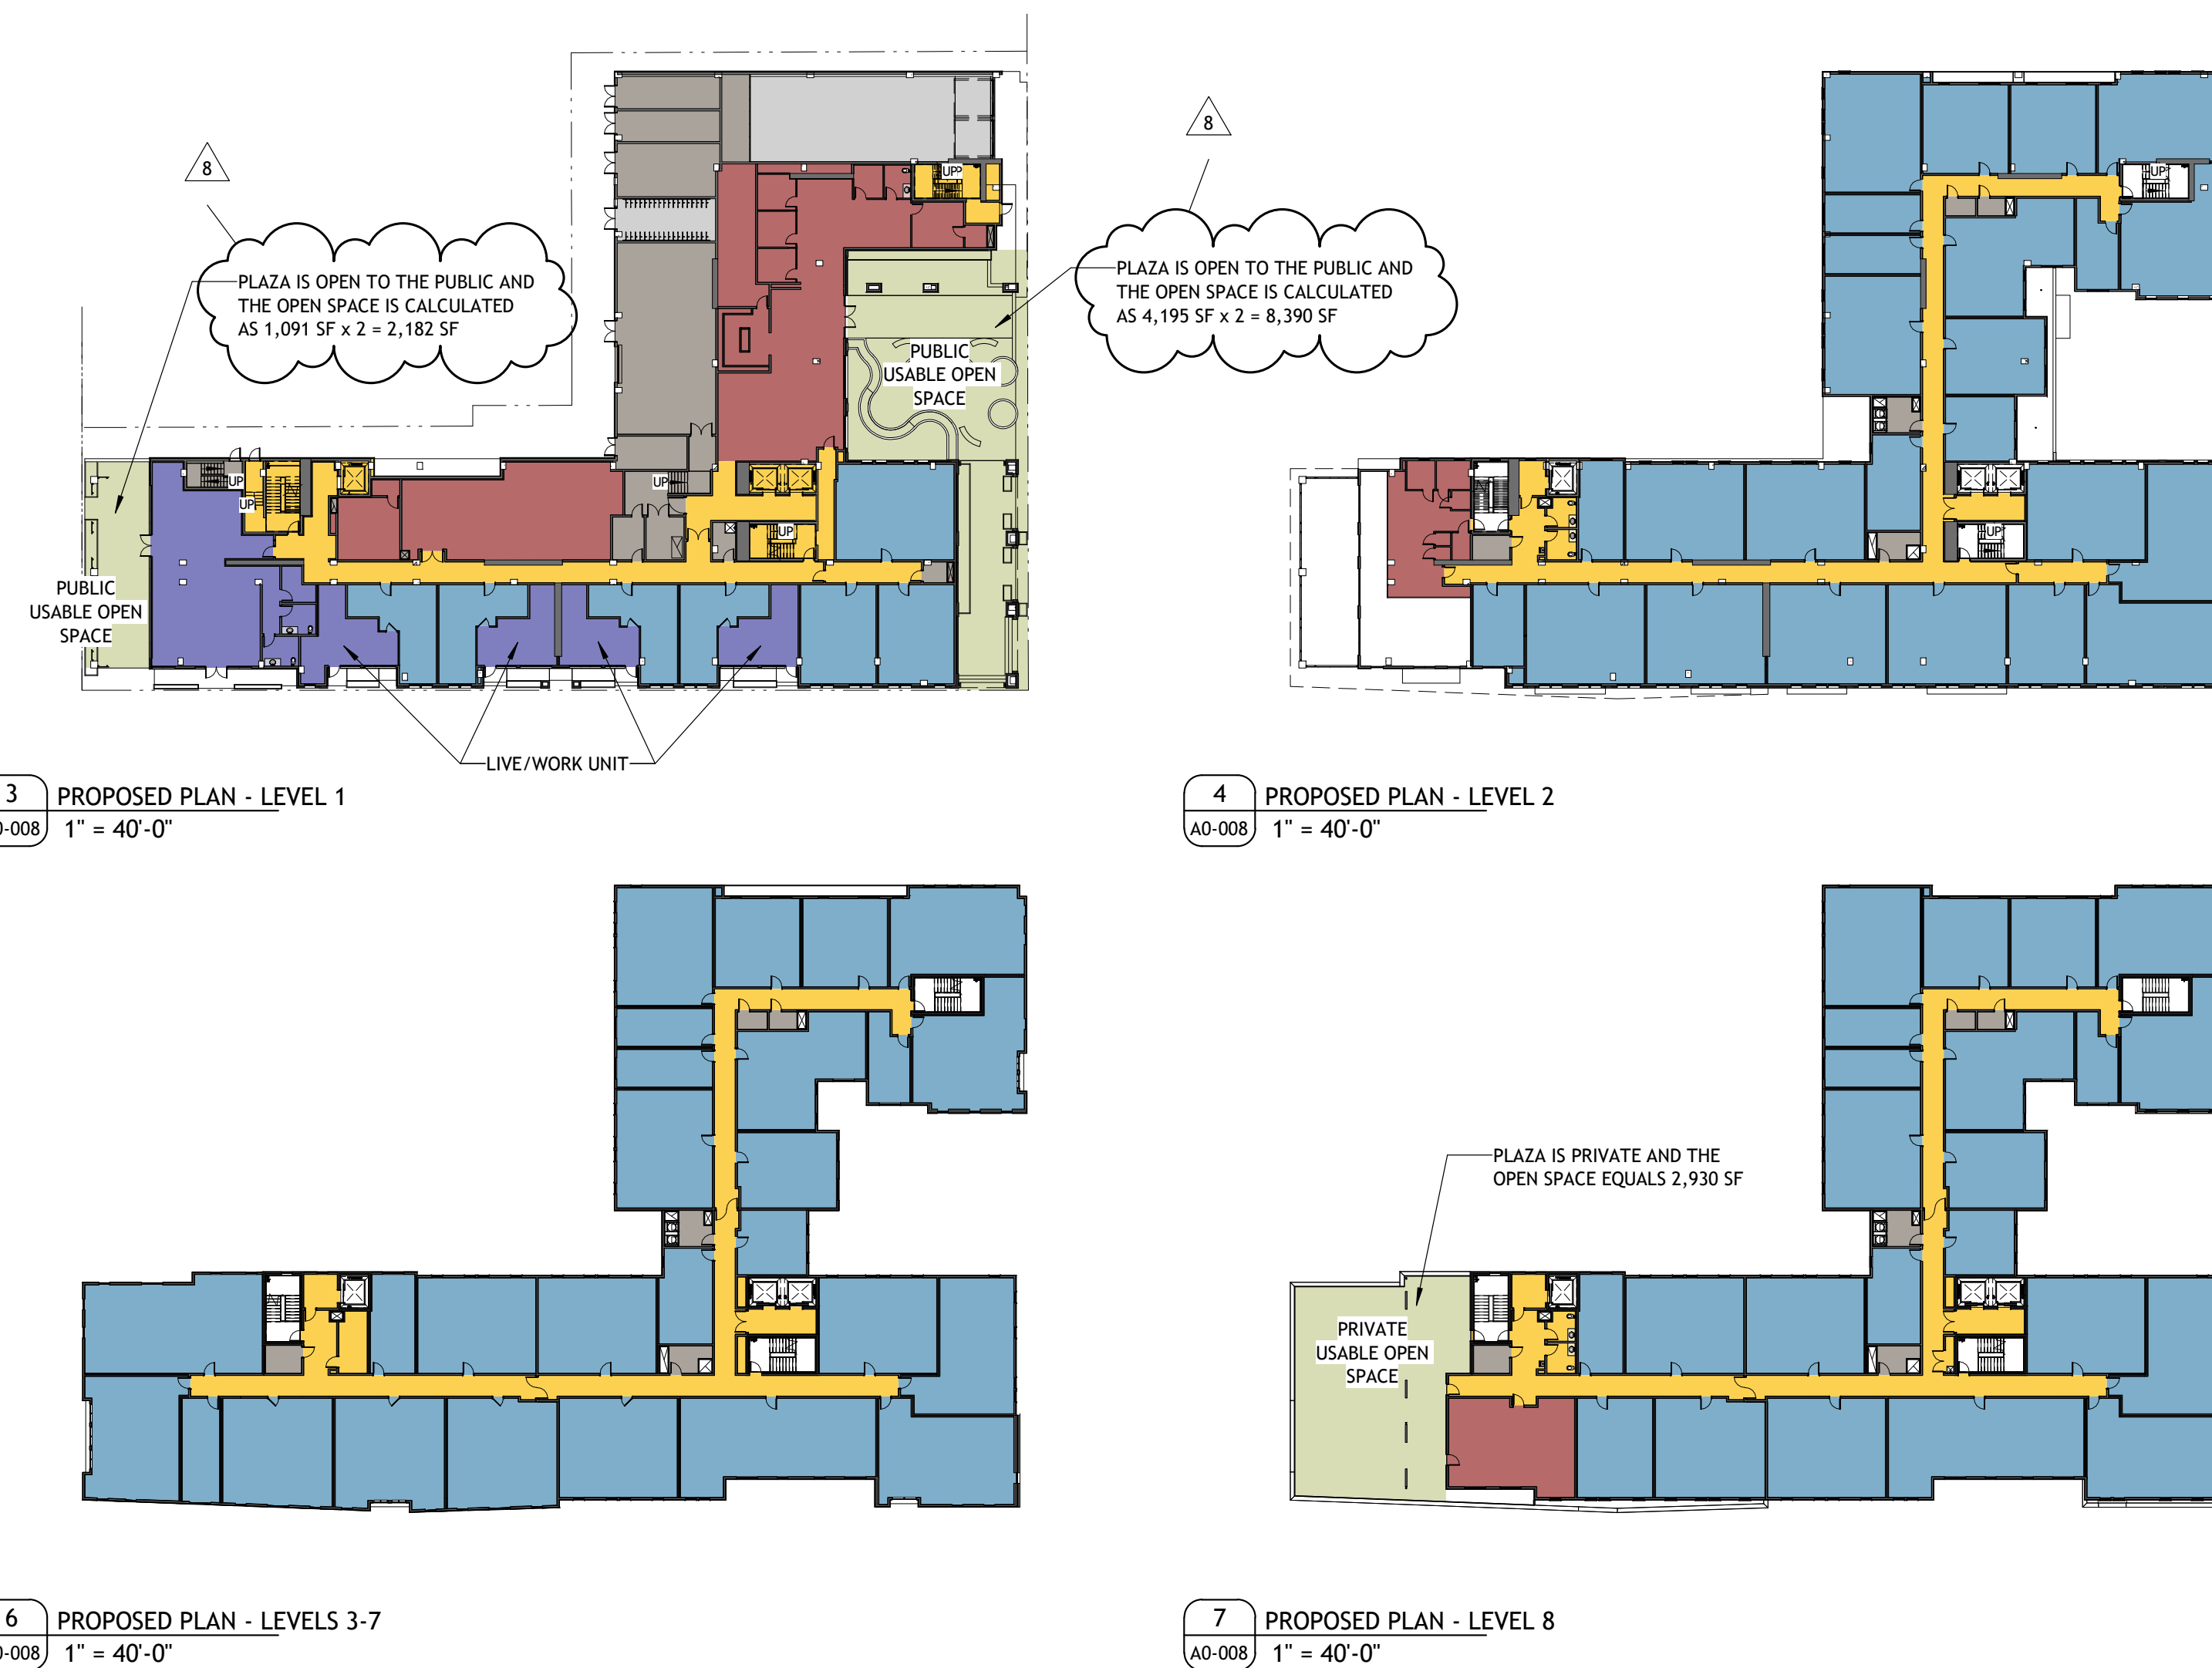 8
PLAZA IS OPEN TO THE PUBLIC AND
THE OPEN SPACE IS CALCULATED
AS 1,091 SF x 2 = 2,182 SF
8
PLAZA IS OPEN TO THE PUBLIC AND
THE OPEN SPACE IS CALCULATED
AS 4,195 SF x 2 = 8,390 SF
UP
PUBLIC
USABLE OPEN
SPACE
UP
UP
UP
UP
PUBLIC
USABLE OPEN
SPACE
LIVE/WORK UNIT
3
PROPOSED PLAN - LEVEL 1
0-008
1" = 40'-0"
UP
UP
4
PROPOSED PLAN - LEVEL 2
A0-008
1" = 40'-0"
6
PROPOSED PLAN - LEVELS 3-7
0-008
1" = 40'-0"
PLAZA IS PRIVATE AND THE
OPEN SPACE EQUALS 2,930 SF
PRIVATE
USABLE OPEN
SPACE
7
PROPOSED PLAN - LEVEL 8
A0-008
1" = 40'-0"